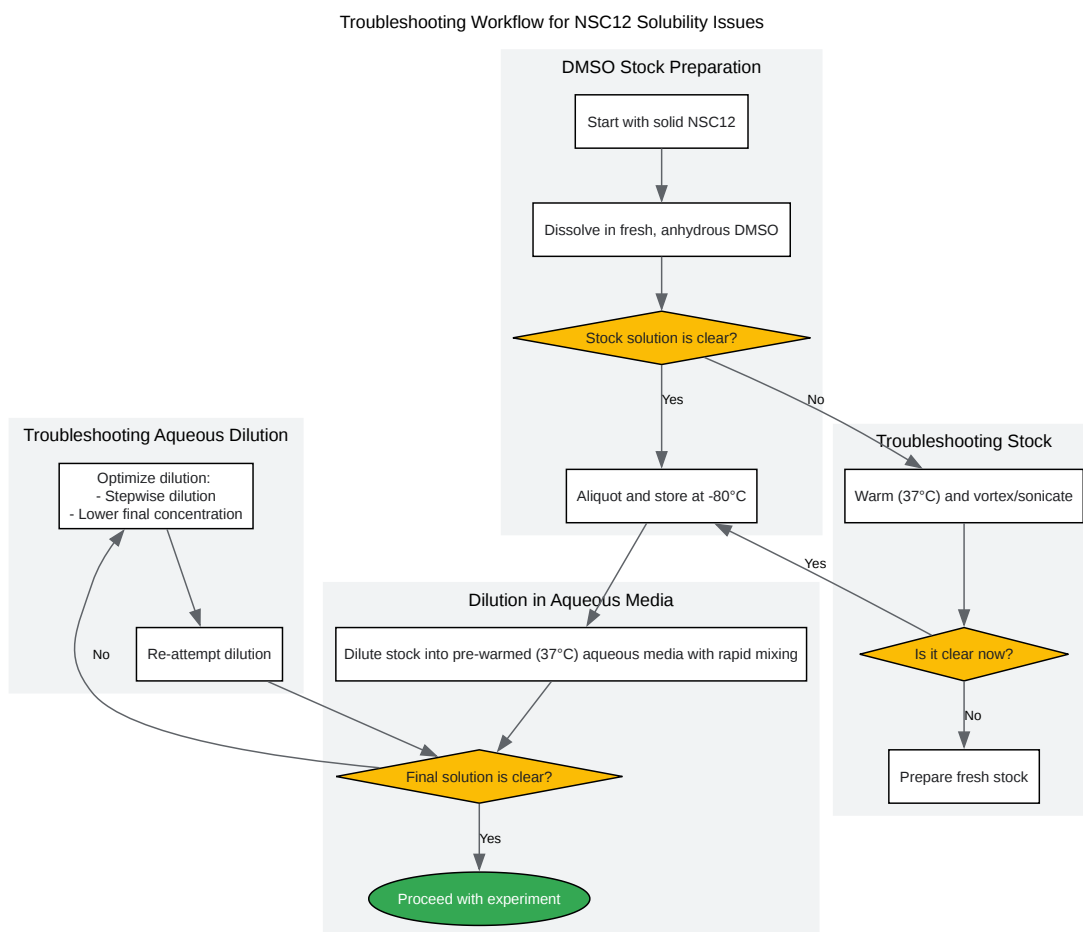 Troubleshooting Workflow for NSC12 Solubility Issues
DMSO Stock Preparation
Start with solid NSC12
Dissolve in fresh, anhydrous DMSO
Stock solution is clear?
Yes
No
Aliquot and store at -80°C
Troubleshooting Stock
Warm (37°C) and vortex/sonicate
Yes
Is it clear now?
No
Prepare fresh stock
Dilution in Aqueous Media
Dilute stock into pre-warmed (37°C) aqueous media with rapid mixing
Final solution is clear?
Yes
Proceed with experiment
No
Troubleshooting Aqueous Dilution
Optimize dilution:
- Stepwise dilution
- Lower final concentration
Re-attempt dilution